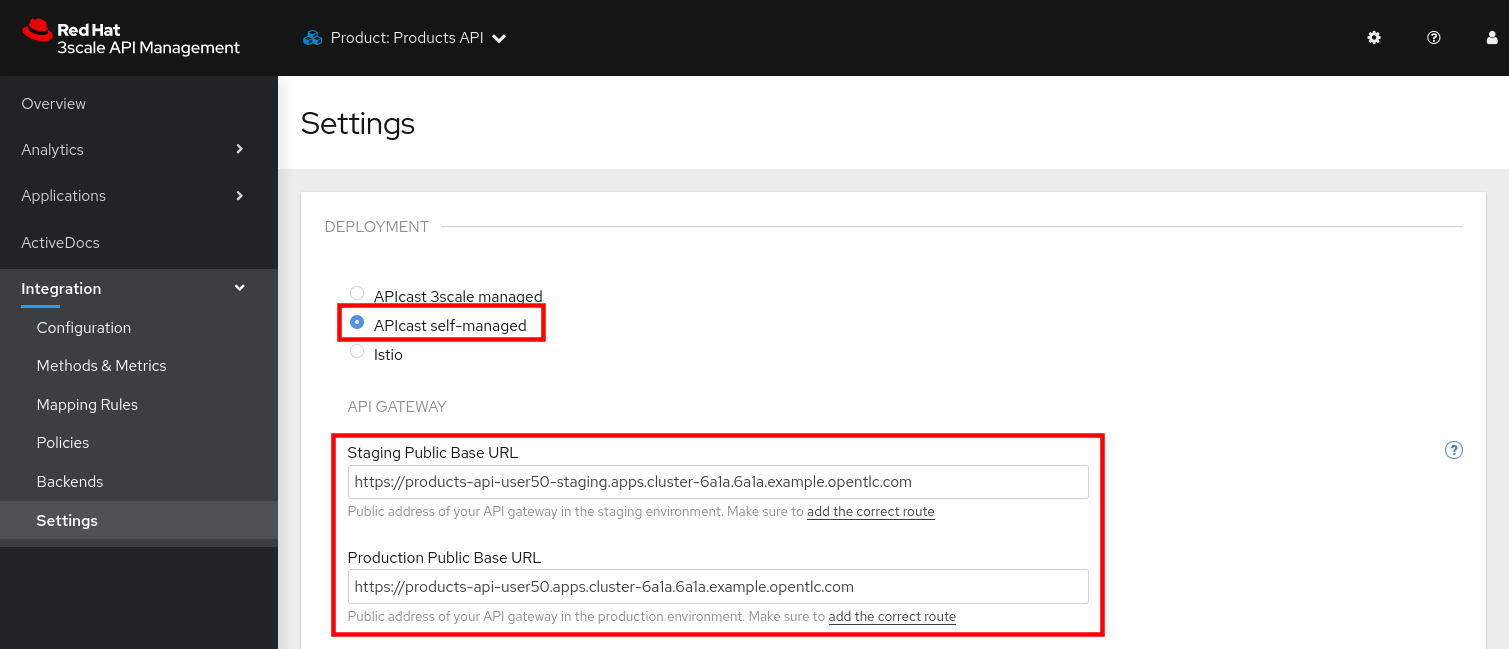 Red Hat
3scale API Management
Product: Products API
Overview
Analytics
Applications
ActiveDocs
Integration
Configuration
Methods & Metrics
Mapping Rules
Policies
Backends
Settings
Settings
DEPLOYMENT
APIcast 3scale managed
APIcast self-managed
Istio
API GATEWAY
Staging Public Base URL
https://products-api-user50-staging.apps.cluster-6a1a.6a1a.example.opentlc.com
Public address of your API gateway in the staging environment. Make sure to add the correct route
Production Public Base URL
https://products-api-user50.apps.cluster-6a1a.6a1a.example.opentlc.com
Public address of your API gateway in the production environment. Make sure to add the correct route